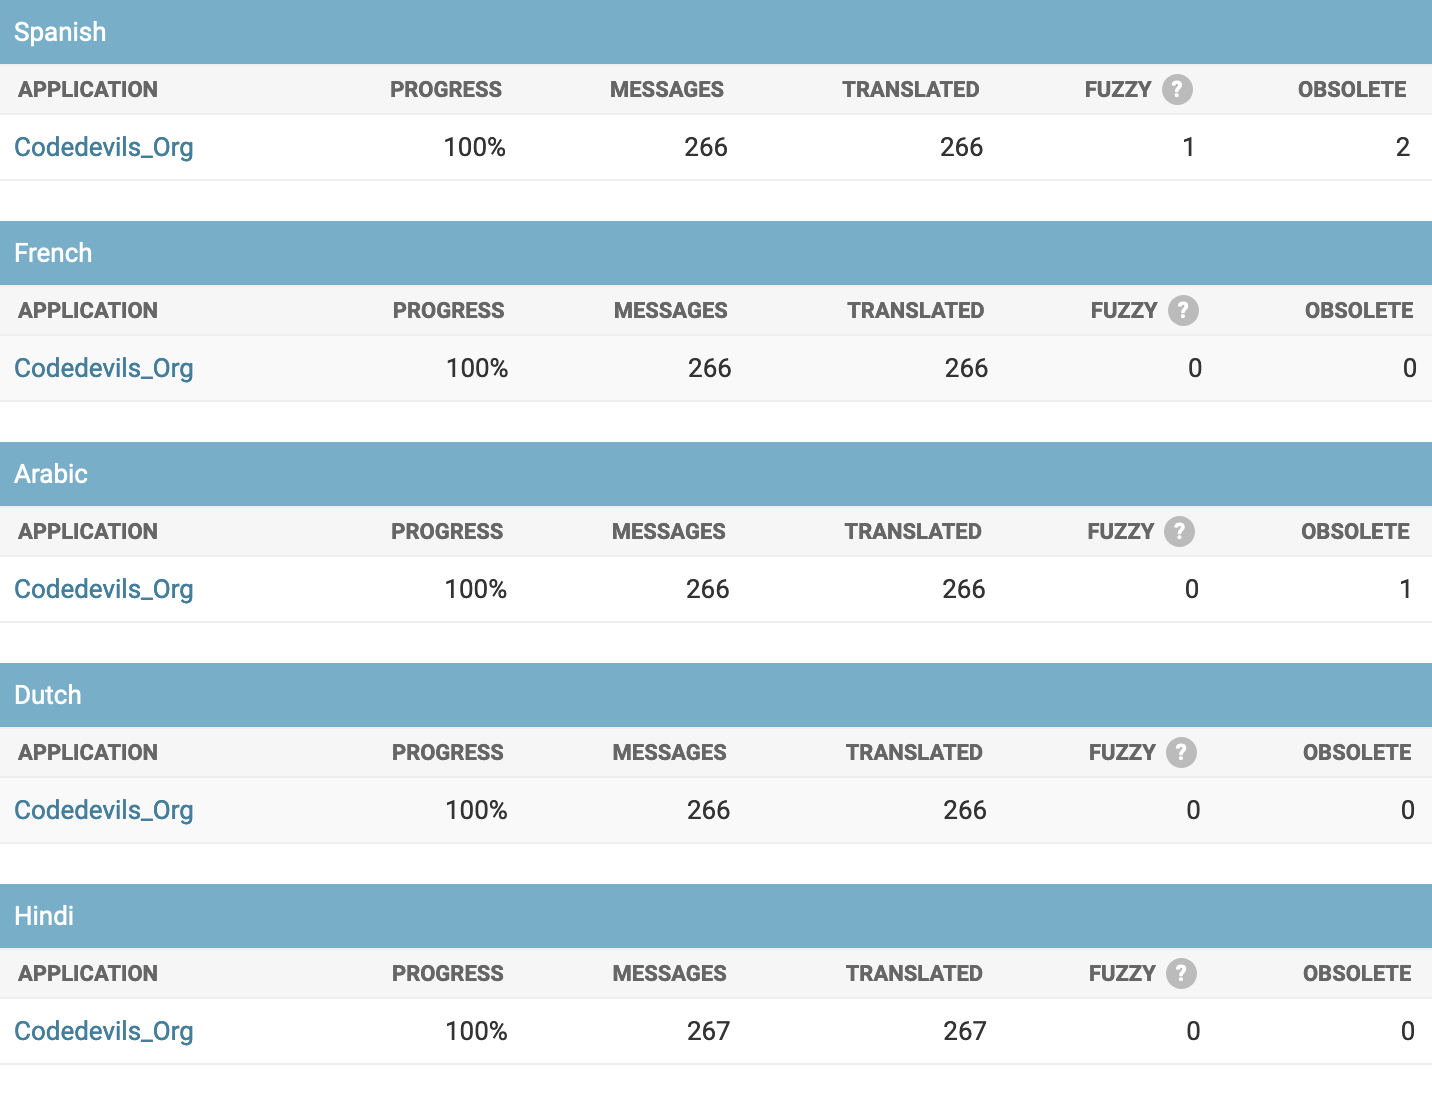 Spanish
APPLICATION PROGRESS MESSAGES TRANSLATED FUZZY ? OBSOLETE
Codedevils_Org 100% 266 266 1 2
French
APPLICATION PROGRESS MESSAGES TRANSLATED FUZZY ? OBSOLETE
Codedevils_Org 100% 266 266 0 0
Arabic
APPLICATION PROGRESS MESSAGES TRANSLATED FUZZY ? OBSOLETE
Codedevils_Org 100% 266 266 0 1
Dutch
APPLICATION PROGRESS MESSAGES TRANSLATED FUZZY ? OBSOLETE
Codedevils_Org 100% 266 266 0 0
Hindi
APPLICATION PROGRESS MESSAGES TRANSLATED FUZZY ? OBSOLETE
Codedevils_Org 100% 267 267 0 0